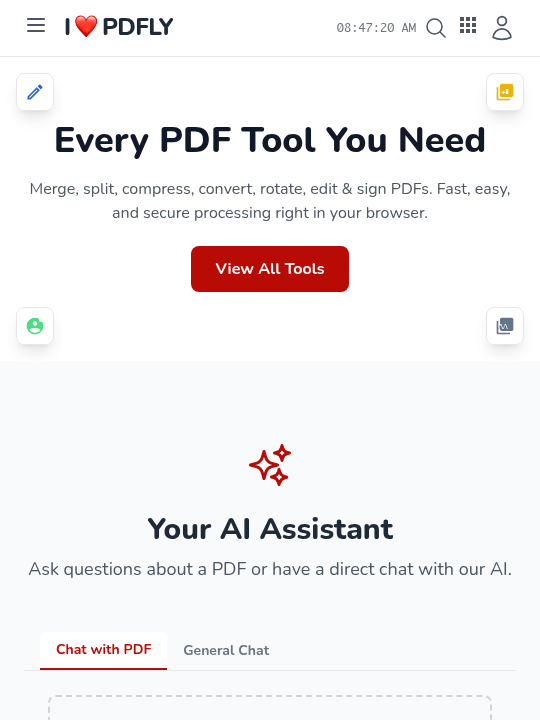 I ❤️ PDFLY
08:47:20 AM
Every PDF Tool You Need
Merge, split, compress, convert, rotate, edit & sign PDFs. Fast, easy,
and secure processing right in your browser.
View All Tools
Your AI Assistant
Ask questions about a PDF or have a direct chat with our AI.
Chat with PDF
General Chat